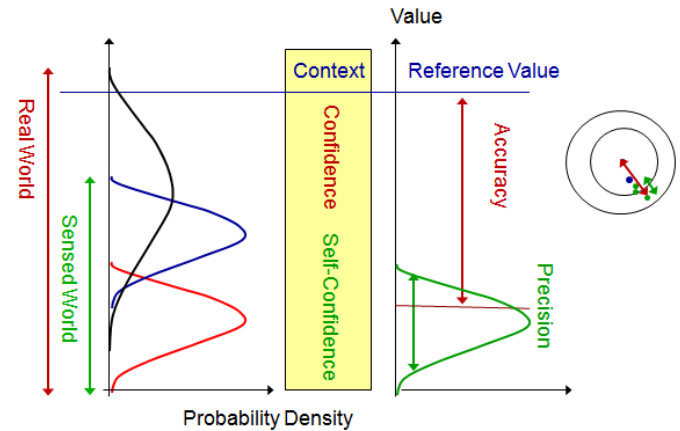 Value
Context
Reference Value
Real World
Sensed World
Confidence
Self-Confidence
Accuracy
Precision
Probability Density